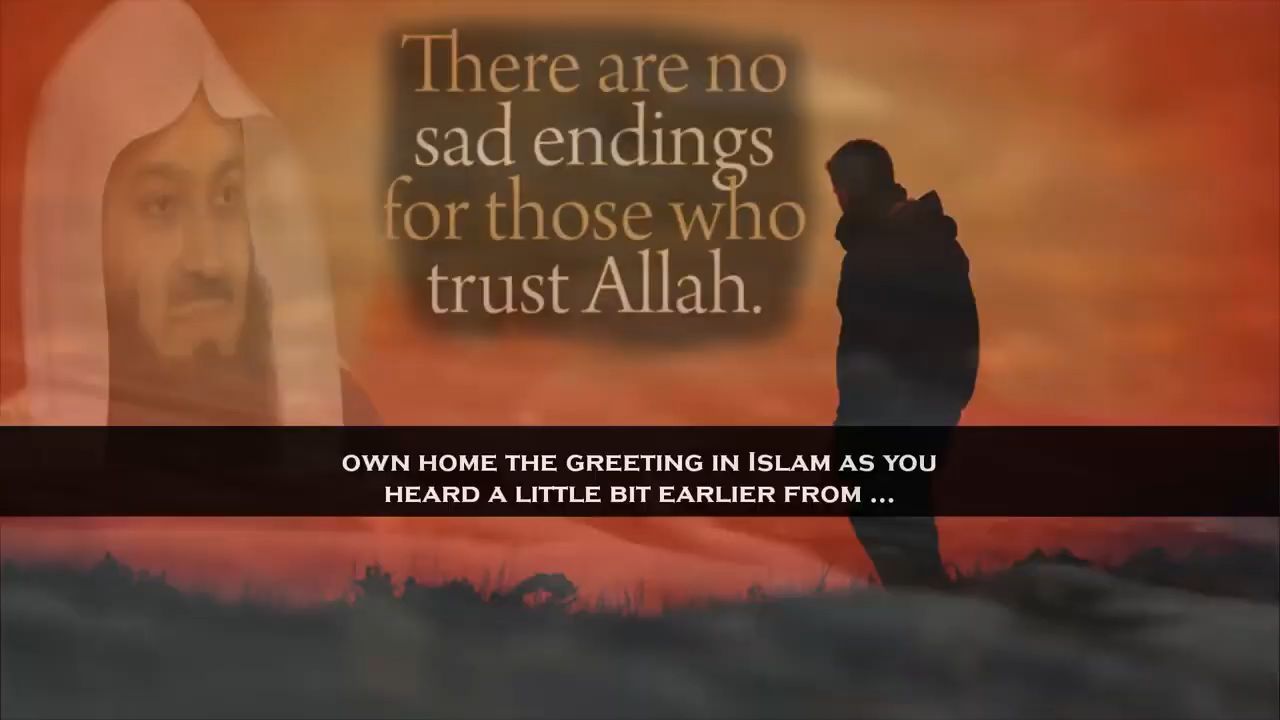 There are no
sad endings
for those who
trust Allah.
OWN HOME THE GREETING IN ISLAM AS YOU
HEARD A LITTLE BIT EARLIER FROM ...